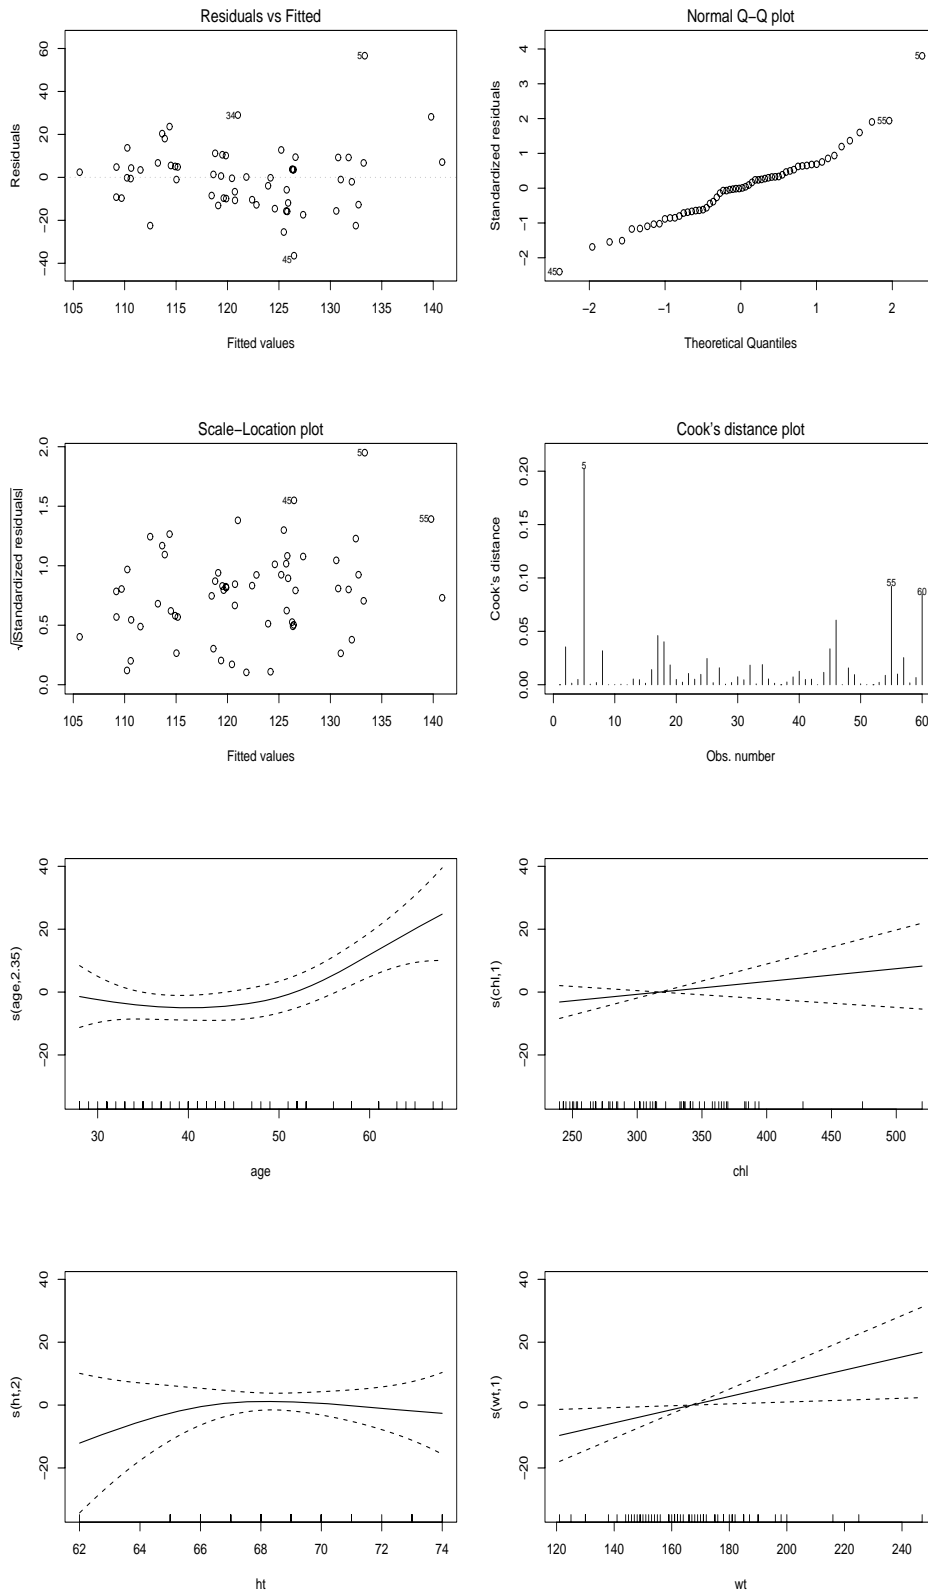 Residuals vs Fitted
Residuals
−40 −20 0 20 40 60
5
34
45
105 110 115 120 125 130 135 140
Fitted values
Normal Q−Q plot
Standardized residuals
−2 −1 0 1 2 3 4
5
55
45
−2 −1 0 1 2
Theoretical Quantiles
Scale−Location plot
√|Standardized residuals|
0.0 0.5 1.0 1.5 2.0
5
45
55
105 110 115 120 125 130 135 140
Fitted values
Cook's distance plot
Cook's distance
0.00 0.05 0.10 0.15 0.20
5
55
60
0 10 20 30 40 50 60
Obs. number
s(age,2.35)
−20 0 20 40
30 40 50 60
age
s(chl,1)
−20 0 20 40
250 300 350 400 450 500
chl
s(ht,2)
−20 0 20 40
62 64 66 68 70 72 74
ht
s(wt,1)
−20 0 20 40
120 140 160 180 200 220 240
wt